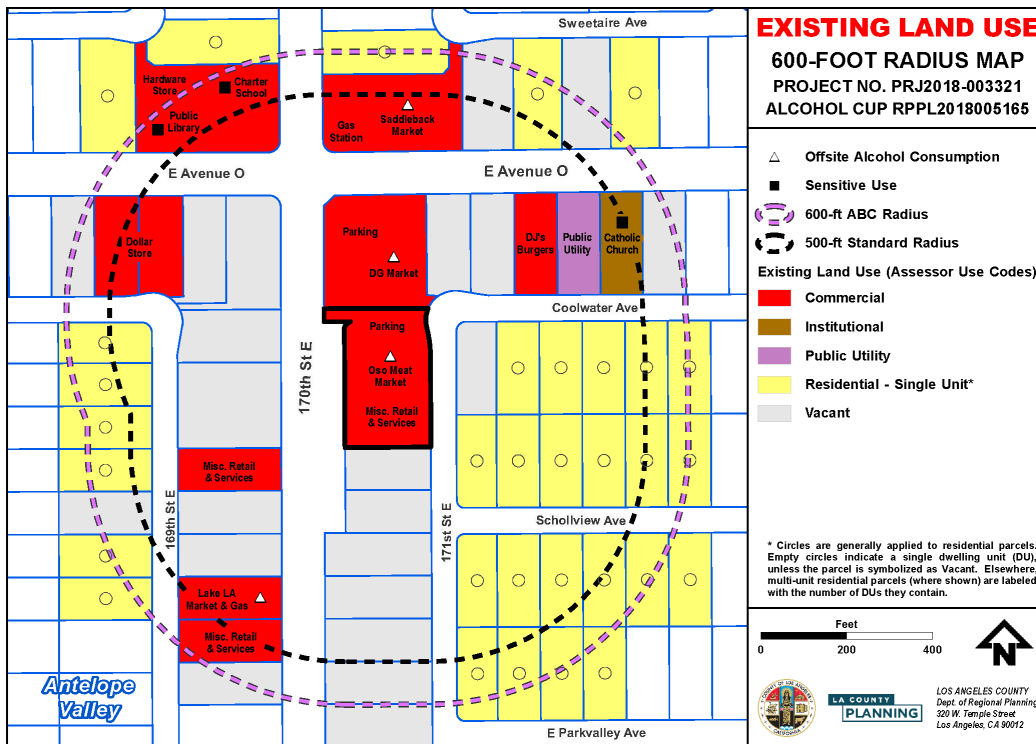 Sweetaire Ave
Hardware
Store
Charter
School
Public
Library
Gas
Station
Saddleback
Market
E Avenue O
E Avenue O
Dollar
Store
Parking
DG Market
DJ's
Burgers
Public
Utility
Catholic
Church
Coolwater Ave
Parking
Oso Meat
Market
Misc. Retail
& Services
170th St E
Misc. Retail
& Services
169th St E
171st St E
Schollview Ave
Lake LA
Market & Gas
Misc. Retail
& Services
Antelope
Valley
E Parkvalley Ave
EXISTING LAND USE
600-FOOT RADIUS MAP
PROJECT NO. PRJ2018-003321
ALCOHOL CUP RPPL2018005165
Offsite Alcohol Consumption
Sensitive Use
600-ft ABC Radius
500-ft Standard Radius
Existing Land Use (Assessor Use Codes)
Commercial
Institutional
Public Utility
Residential - Single Unit*
Vacant
* Circles are generally applied to residential parcels.
Empty circles indicate a single dwelling unit (DU),
unless the parcel is symbolized as Vacant. Elsewhere,
multi-unit residential parcels (where shown) are labeled
with the number of DUs they contain.
Feet
0 200 400
N
COUNTY OF LOS ANGELES
CALIFORNIA
LA COUNTY
PLANNING
LOS ANGELES COUNTY
Dept. of Regional Planning
320 W. Temple Street
Los Angeles, CA 90012